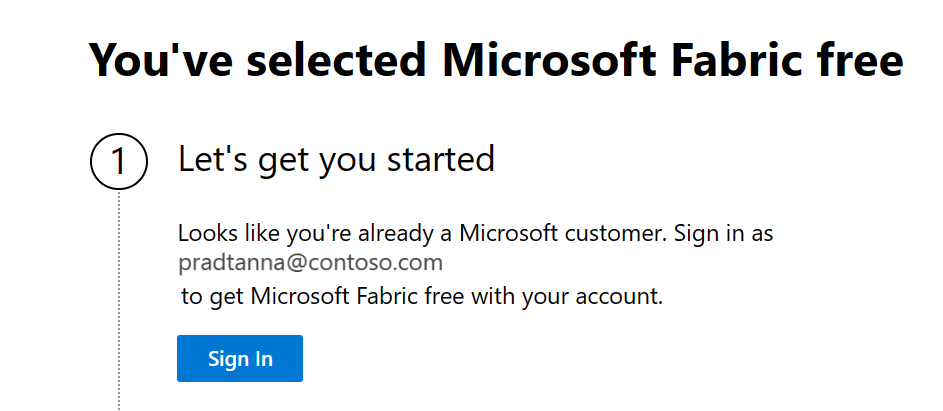 You've selected Microsoft Fabric free
1
Let's get you started
Looks like you're already a Microsoft customer. Sign in as
pradtanna@contoso.com
to get Microsoft Fabric free with your account.
Sign In